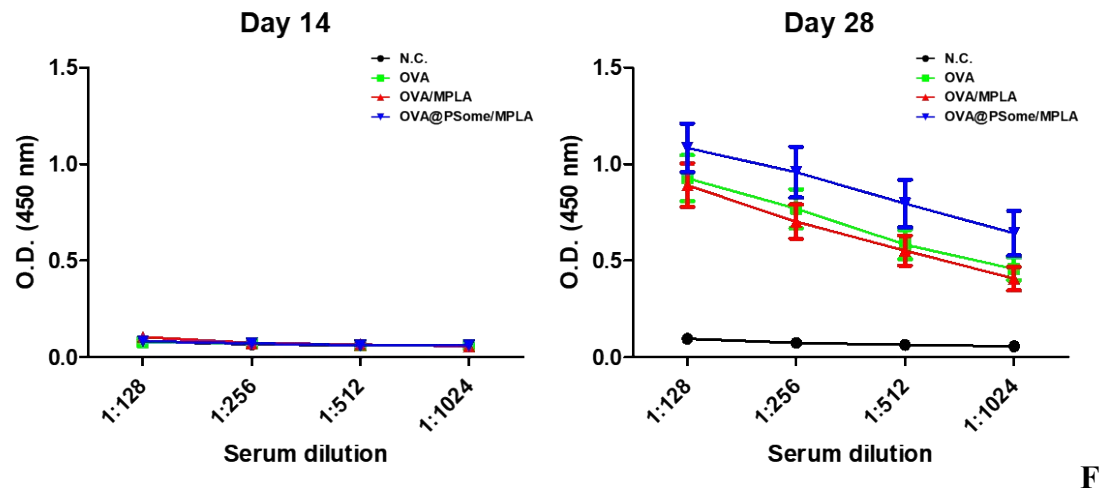 Day 14
N.C.
OVA
OVA/MPLA
OVA@PSome/MPLA
1.5
1.0
0.5
0.0
O.D. (450 nm)
1:128
1:256
1:512
1:1024
Serum dilution
Day 28
N.C.
OVA
OVA/MPLA
OVA@PSome/MPLA
1.5
1.0
0.5
0.0
O.D. (450 nm)
1:128
1:256
1:512
1:1024
Serum dilution
F